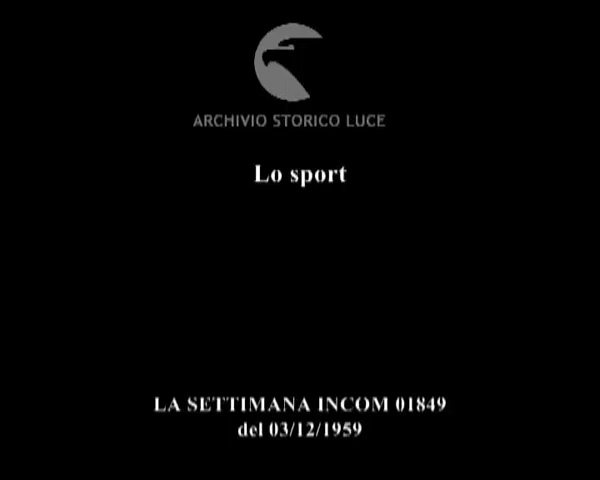 ARCHIVIO STORICO LUCE
Lo sport
LA SETTIMANA INCOM 01849
del 03/12/1959